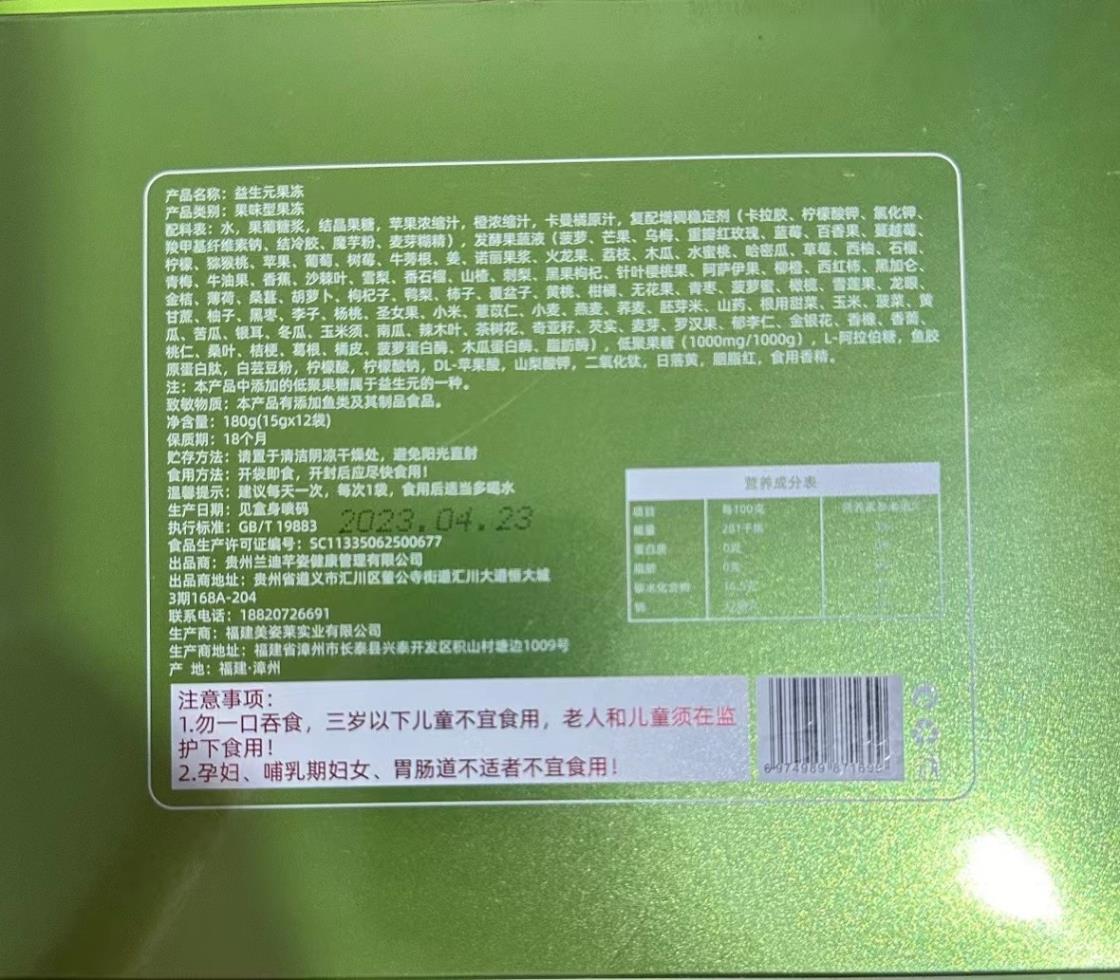 产品名称：益生元果冻
产品类别：果味型果冻
配料表：水，果葡糖浆，结晶果糖，苹果浓缩汁，橙浓缩汁，卡曼橘原汁，复配增稠稳定剂（卡拉胶、柠檬酸钾、氯化钾、
羧甲基纤维素钠、结冷胶、魔芋粉、麦芽糊精），发酵果蔬液（菠萝、芒果、乌梅、重瓣红玫瑰、蓝莓、百香果、蔓越莓、
柠檬、猕猴桃、苹果、葡萄、树莓、牛蒡根、姜、诺丽果浆、火龙果、荔枝、木瓜、水蜜桃、哈密瓜、草莓、西柚、石榴、
青梅、牛油果、香蕉、沙棘叶、雪梨、番石榴、山楂、刺梨、黑果枸杞、针叶樱桃果、阿萨伊果、柳橙、西红柿、黑加仑、
金桔、薄荷、桑葚、胡萝卜、枸杞子、鸭梨、柿子、覆盆子、黄桃、柑橘、无花果、青枣、菠萝蜜、橄榄、雪莲果、龙眼、
甘蔗、柚子、黑枣、李子、杨桃、圣女果、小米、薏苡仁、小麦、燕麦、荞麦、胚芽米、山药、根用甜菜、玉米、菠菜、黄
瓜、苦瓜、银耳、冬瓜、玉米须、南瓜、辣木叶、茶树花、奇亚籽、芡实、麦芽、罗汉果、郁李仁、金银花、香橼、香菇、
桃仁、桑叶、桔梗、葛根、橘皮、菠萝蛋白酶、木瓜蛋白酶、脂肪酶），低聚果糖（1000mg/1000g），L-阿拉伯糖，鱼胶
原蛋白肽，白芸豆粉，柠檬酸，柠檬酸钠，DL-苹果酸，山梨酸钾，二氧化钛，日落黄，胭脂红，食用香精。
注：本产品中添加的低聚果糖属于益生元的一种。
致敏物质：本产品有添加鱼类及其制品食品。
净含量：180g(15gx12袋)
保质期：18个月
贮存方法：请置于清洁阴凉干燥处，避免阳光直射
食用方法：开袋即食，开封后应尽快食用！
温馨提示：建议每天一次，每次1袋，食用后适当多喝水
生产日期：见盒身喷码
执行标准：GB/T 19883
2023.04.23
食品生产许可证编号：SC11335062500677
出品商：贵州兰迪芊姿健康管理有限公司
出品商地址：贵州省遵义市汇川区董公寺街道汇川大道恒大城
3期168A-204
联系电话：18820726691
生产商：福建美姿莱实业有限公司
生产商地址：福建省漳州市长泰县兴泰开发区积山村塘边1009号
产 地：福建·漳州
营养成分表
项目 每100克
能量 281千焦
蛋白质 0克
脂肪 0克
碳水化合物
钠
注意事项：
1.勿一口吞食，三岁以下儿童不宜食用，老人和儿童须在监
护下食用！
2.孕妇、哺乳期妇女、胃肠道不适者不宜食用！